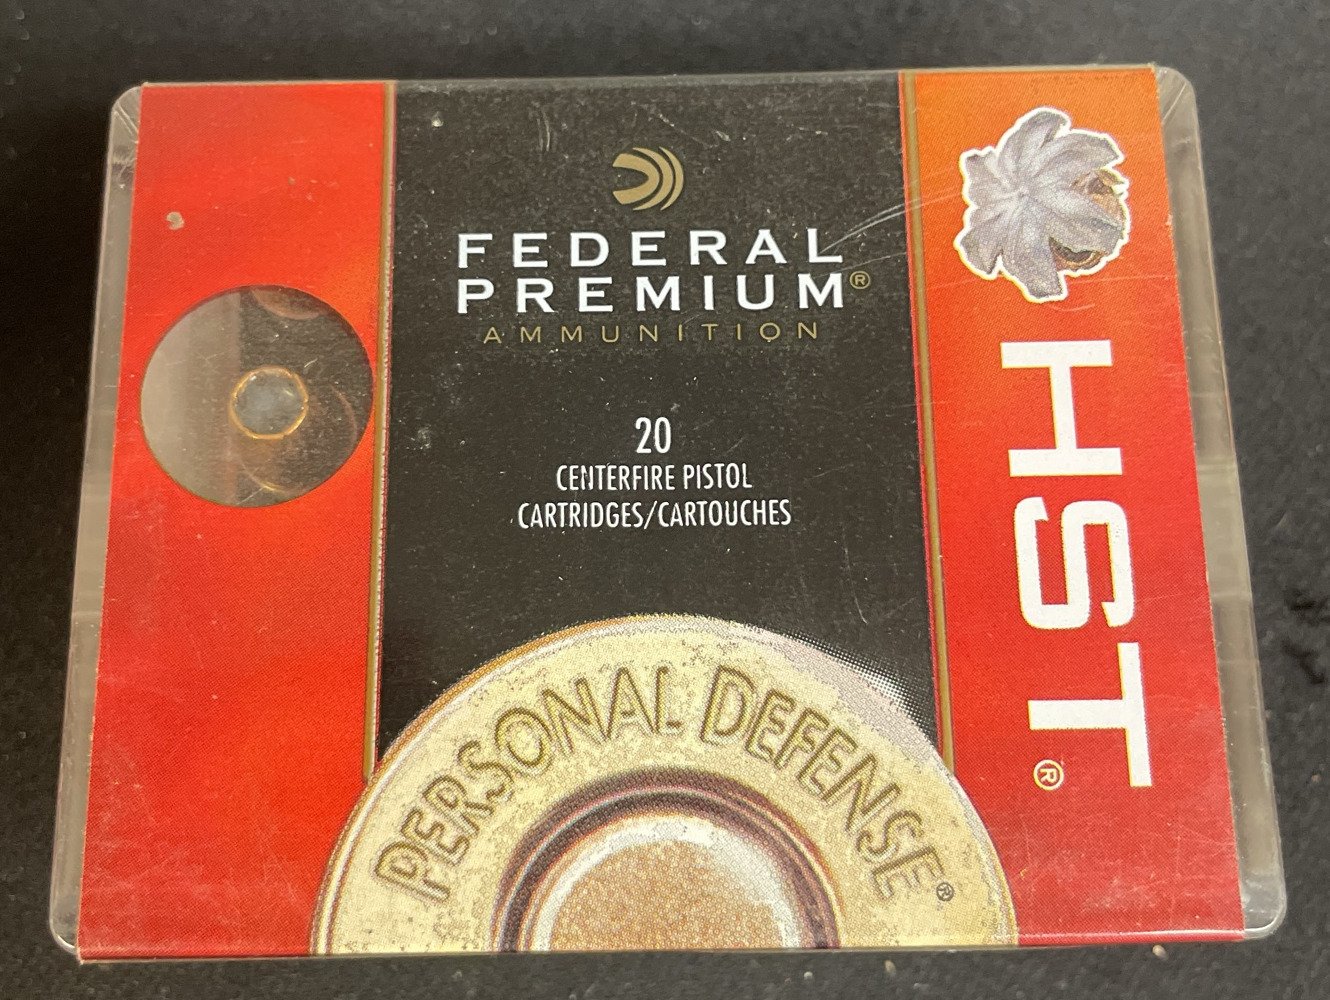 FEDERAL
PREMIUM®
AMMUNITION
20
CENTERFIRE PISTOL
CARTRIDGES/CARTOUCHES
PERSONAL DEFENSE®
HST®